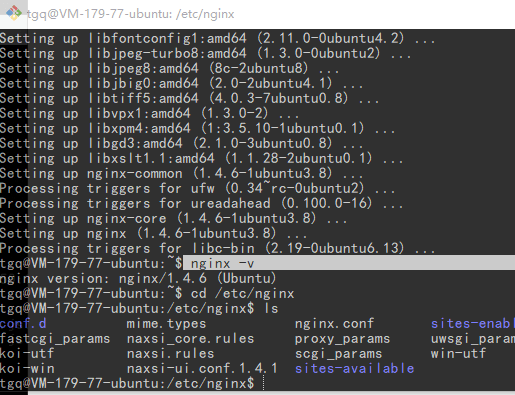 tgq@VM-179-77-ubuntu: /etc/nginx
Setting up libfontconfig1:amd64 (2.11.0-0ubuntu4.2) ...
Setting up libjpeg-turbo8:amd64 (1.3.0-0ubuntu2) ...
Setting up libjpeg8:amd64 (8c-2ubuntu8) ...
Setting up libjbig0:amd64 (2.0-2ubuntu4.1) ...
Setting up libtiff5:amd64 (4.0.3-7ubuntu0.8) ...
Setting up libvpx1:amd64 (1.3.0-2) ...
Setting up libxpm4:amd64 (1:3.5.10-1ubuntu0.1) ...
Setting up libgd3:amd64 (2.1.0-3ubuntu0.8) ...
Setting up libxslt1.1:amd64 (1.1.28-2ubuntu0.1) ...
Setting up nginx-common (1.4.6-1ubuntu3.8) ...
Processing triggers for ufw (0.34~rc-0ubuntu2) ...
Processing triggers for ureadahead (0.100.0-16) ...
Setting up nginx-core (1.4.6-1ubuntu3.8) ...
Setting up nginx (1.4.6-1ubuntu3.8) ...
Processing triggers for libc-bin (2.19-0ubuntu6.13) ...
tgq@VM-179-77-ubuntu:~$ nginx -v
nginx version: nginx/1.4.6 (Ubuntu)
tgq@VM-179-77-ubuntu:~$ cd /etc/nginx
tgq@VM-179-77-ubuntu:/etc/nginx$ ls
conf.d mime.types nginx.conf sites-enabl
fastcgi_params naxsi_core.rules proxy_params uwsgi_param
koi-utf naxsi.rules scgi_params win-utf
koi-win naxsi-ui.conf.1.4.1 sites-available
tgq@VM-179-77-ubuntu:/etc/nginx$